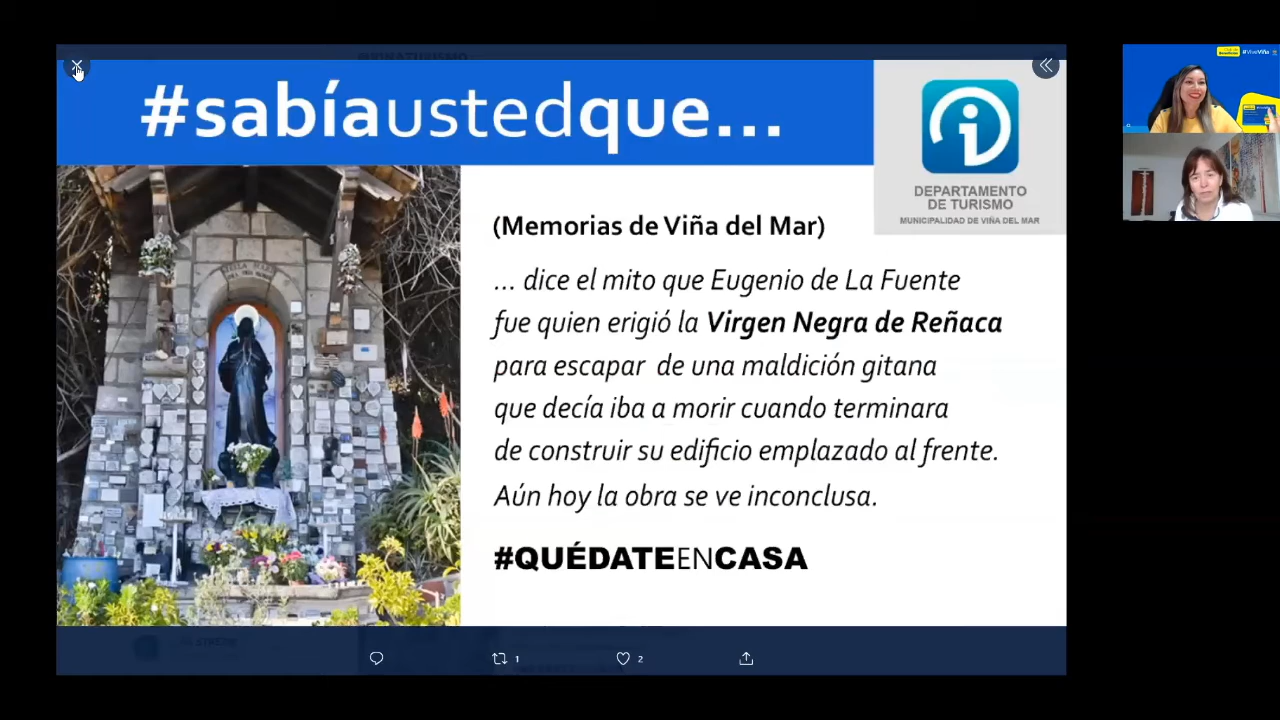 #sabíaustedque...
DEPARTAMENTO
DE TURISMO
MUNICIPALIDAD DE VIÑA DEL MAR
(Memorias de Viña del Mar)
... dice el mito que Eugenio de La Fuente
fue quien erigió la Virgen Negra de Reñaca
para escapar de una maldición gitana
que decía iba a morir cuando terminara
de construir su edificio emplazado al frente.
Aún hoy la obra se ve inconclusa.
#QUÉDATEENCASA
1
2
#ViveViña